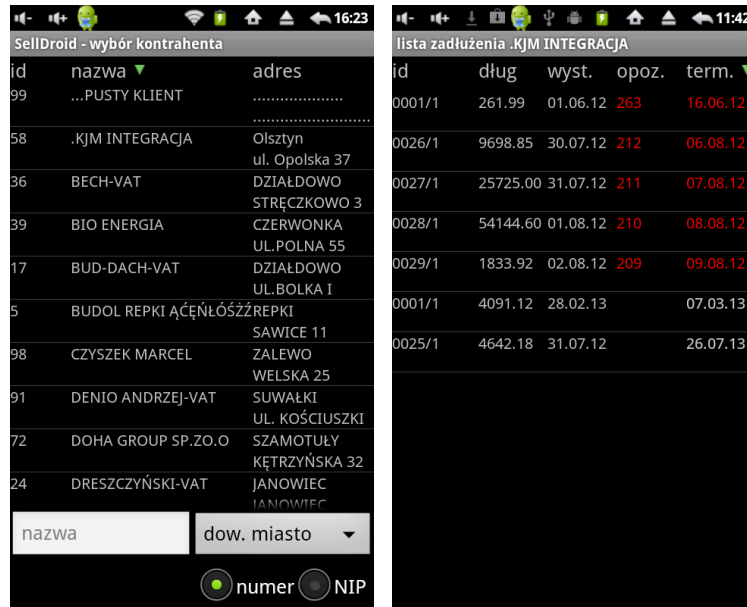 16:23
SellDroid - wybór kontrahenta
id nazwa adres
99 ...PUSTY KLIENT ....................
..........................
58 .KJM INTEGRACJA Olsztyn
ul. Opolska 37
36 BECH-VAT DZIAŁDOWO
STRĘCZKOWO 3
39 BIO ENERGIA CZERWONKA
UL.POLNA 55
17 BUD-DACH-VAT DZIAŁDOWO
UL.BOLKA I
5 BUDOL REPKI ĄĆĘŃŁÓŚŻŹ REPKI
SAWICE 11
98 CZYSZEK MARCEL ZALEWO
WELSKA 25
91 DENIO ANDRZEJ-VAT SUWAŁKI
UL. KOŚCIUSZKI
72 DOHA GROUP SP.ZO.O SZAMOTUŁY
KĘTRZYŃSKA 32
24 DRESZCZYŃSKI-VAT JANOWIEC
JANOWIEC
nazwa dow. miasto
numer NIP
11:42
lista zadłużenia .KJM INTEGRACJA
id dług wyst. opoz. term.
0001/1 261.99 01.06.12 263 16.06.12
0026/1 9698.85 30.07.12 212 06.08.12
0027/1 25725.00 31.07.12 211 07.08.12
0028/1 54144.60 01.08.12 210 08.08.12
0029/1 1833.92 02.08.12 209 09.08.12
0001/1 4091.12 28.02.13 07.03.13
0025/1 4642.18 31.07.12 26.07.13